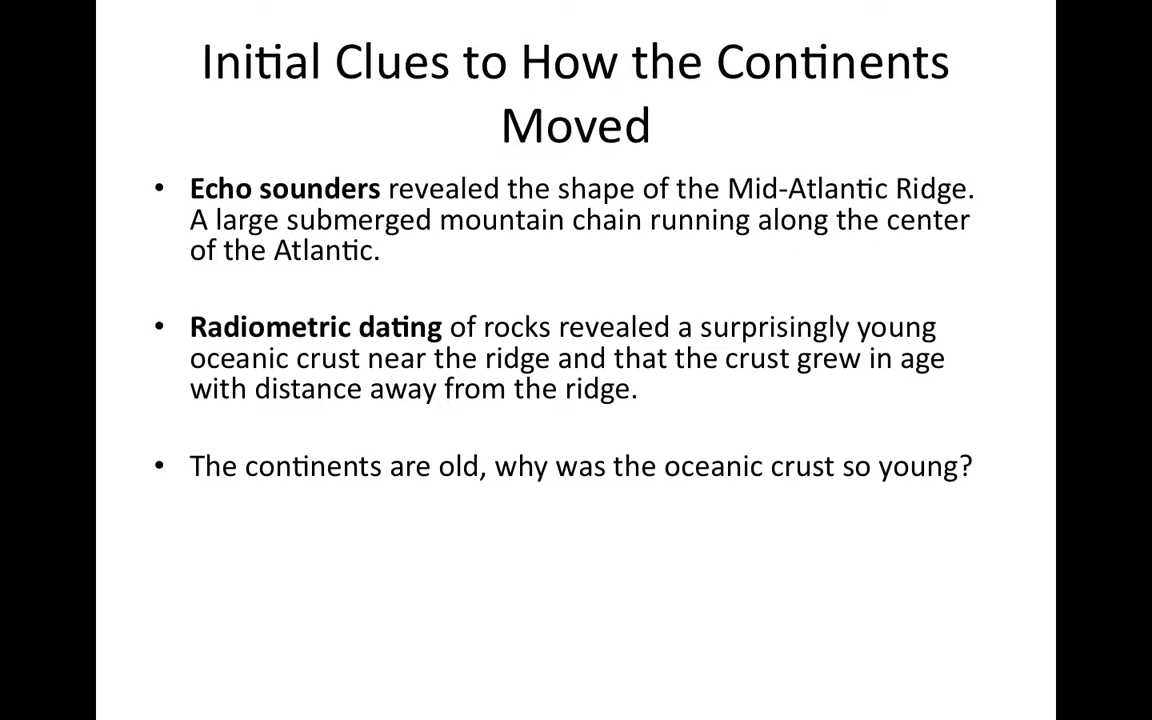 Initial Clues to How the Continents
Moved
• Echo sounders revealed the shape of the Mid-Atlantic Ridge.
A large submerged mountain chain running along the center
of the Atlantic.
• Radiometric dating of rocks revealed a surprisingly young
oceanic crust near the ridge and that the crust grew in age
with distance away from the ridge.
• The continents are old, why was the oceanic crust so young?